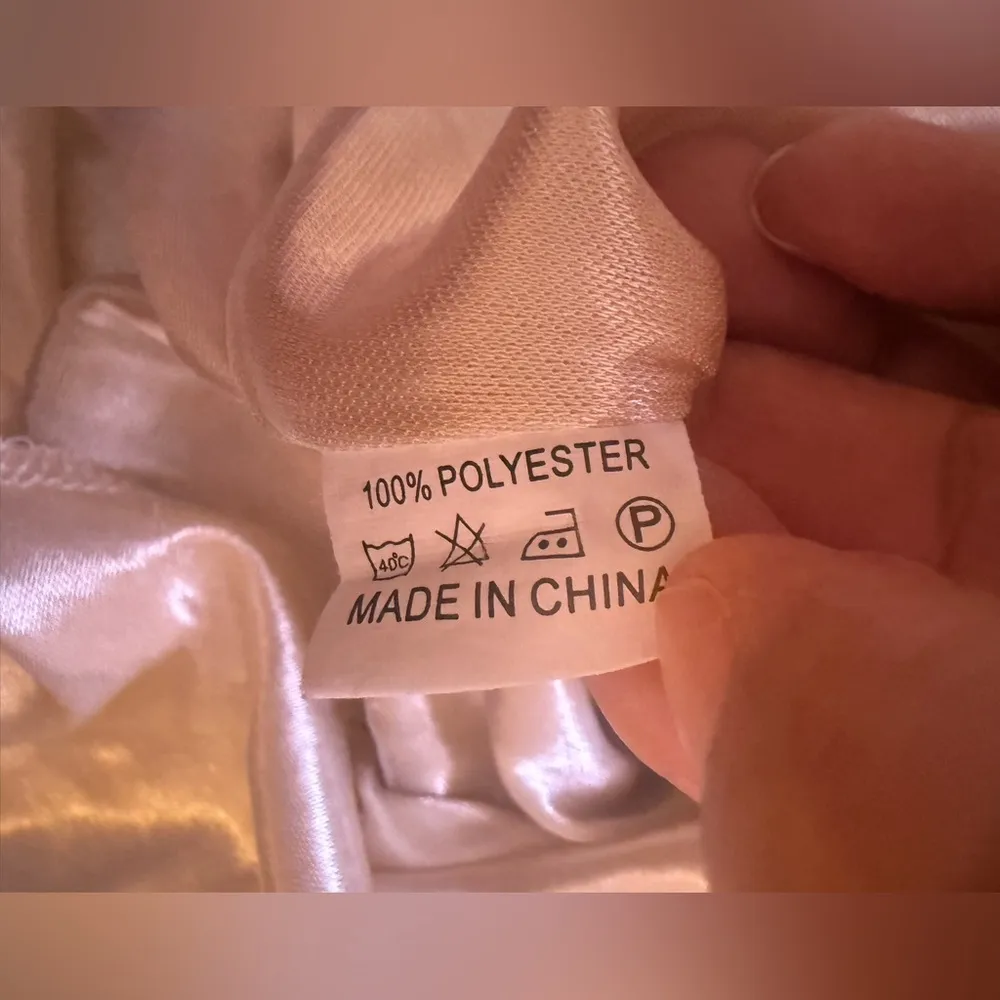 100% POLYESTER
40°C P
MADE IN CHINA